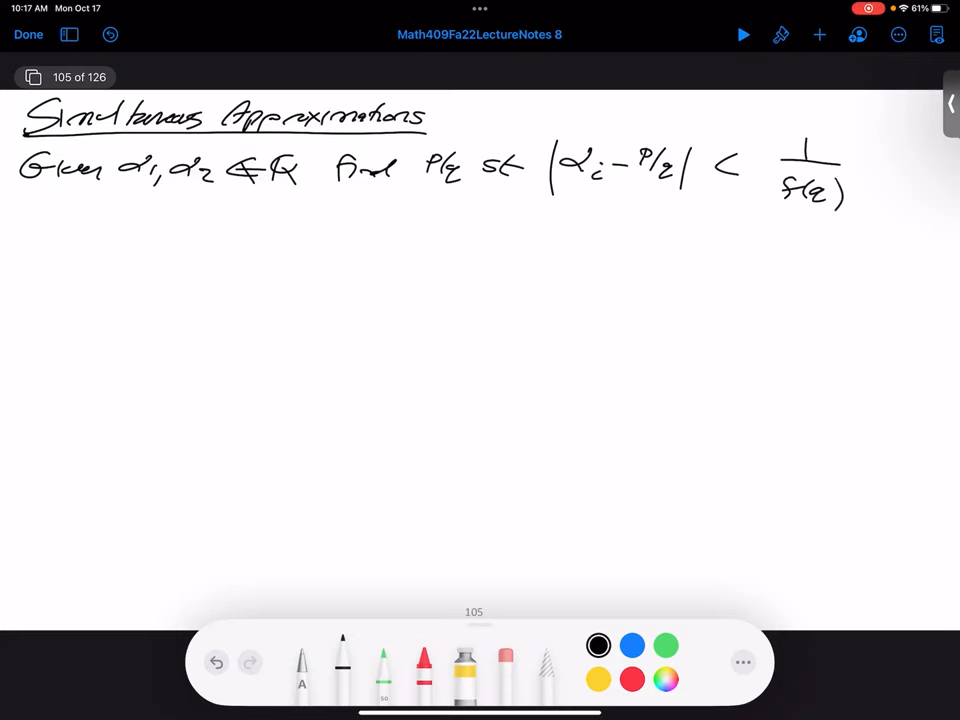 10:17 AM Mon Oct 17
61%
Done
Math409Fa22LectureNotes 8
105 of 126
Simultaneous Approximations
Given α1, α2 ∉ Q find P/q st |αi - P/q| < 1/f(q)
105
A
50